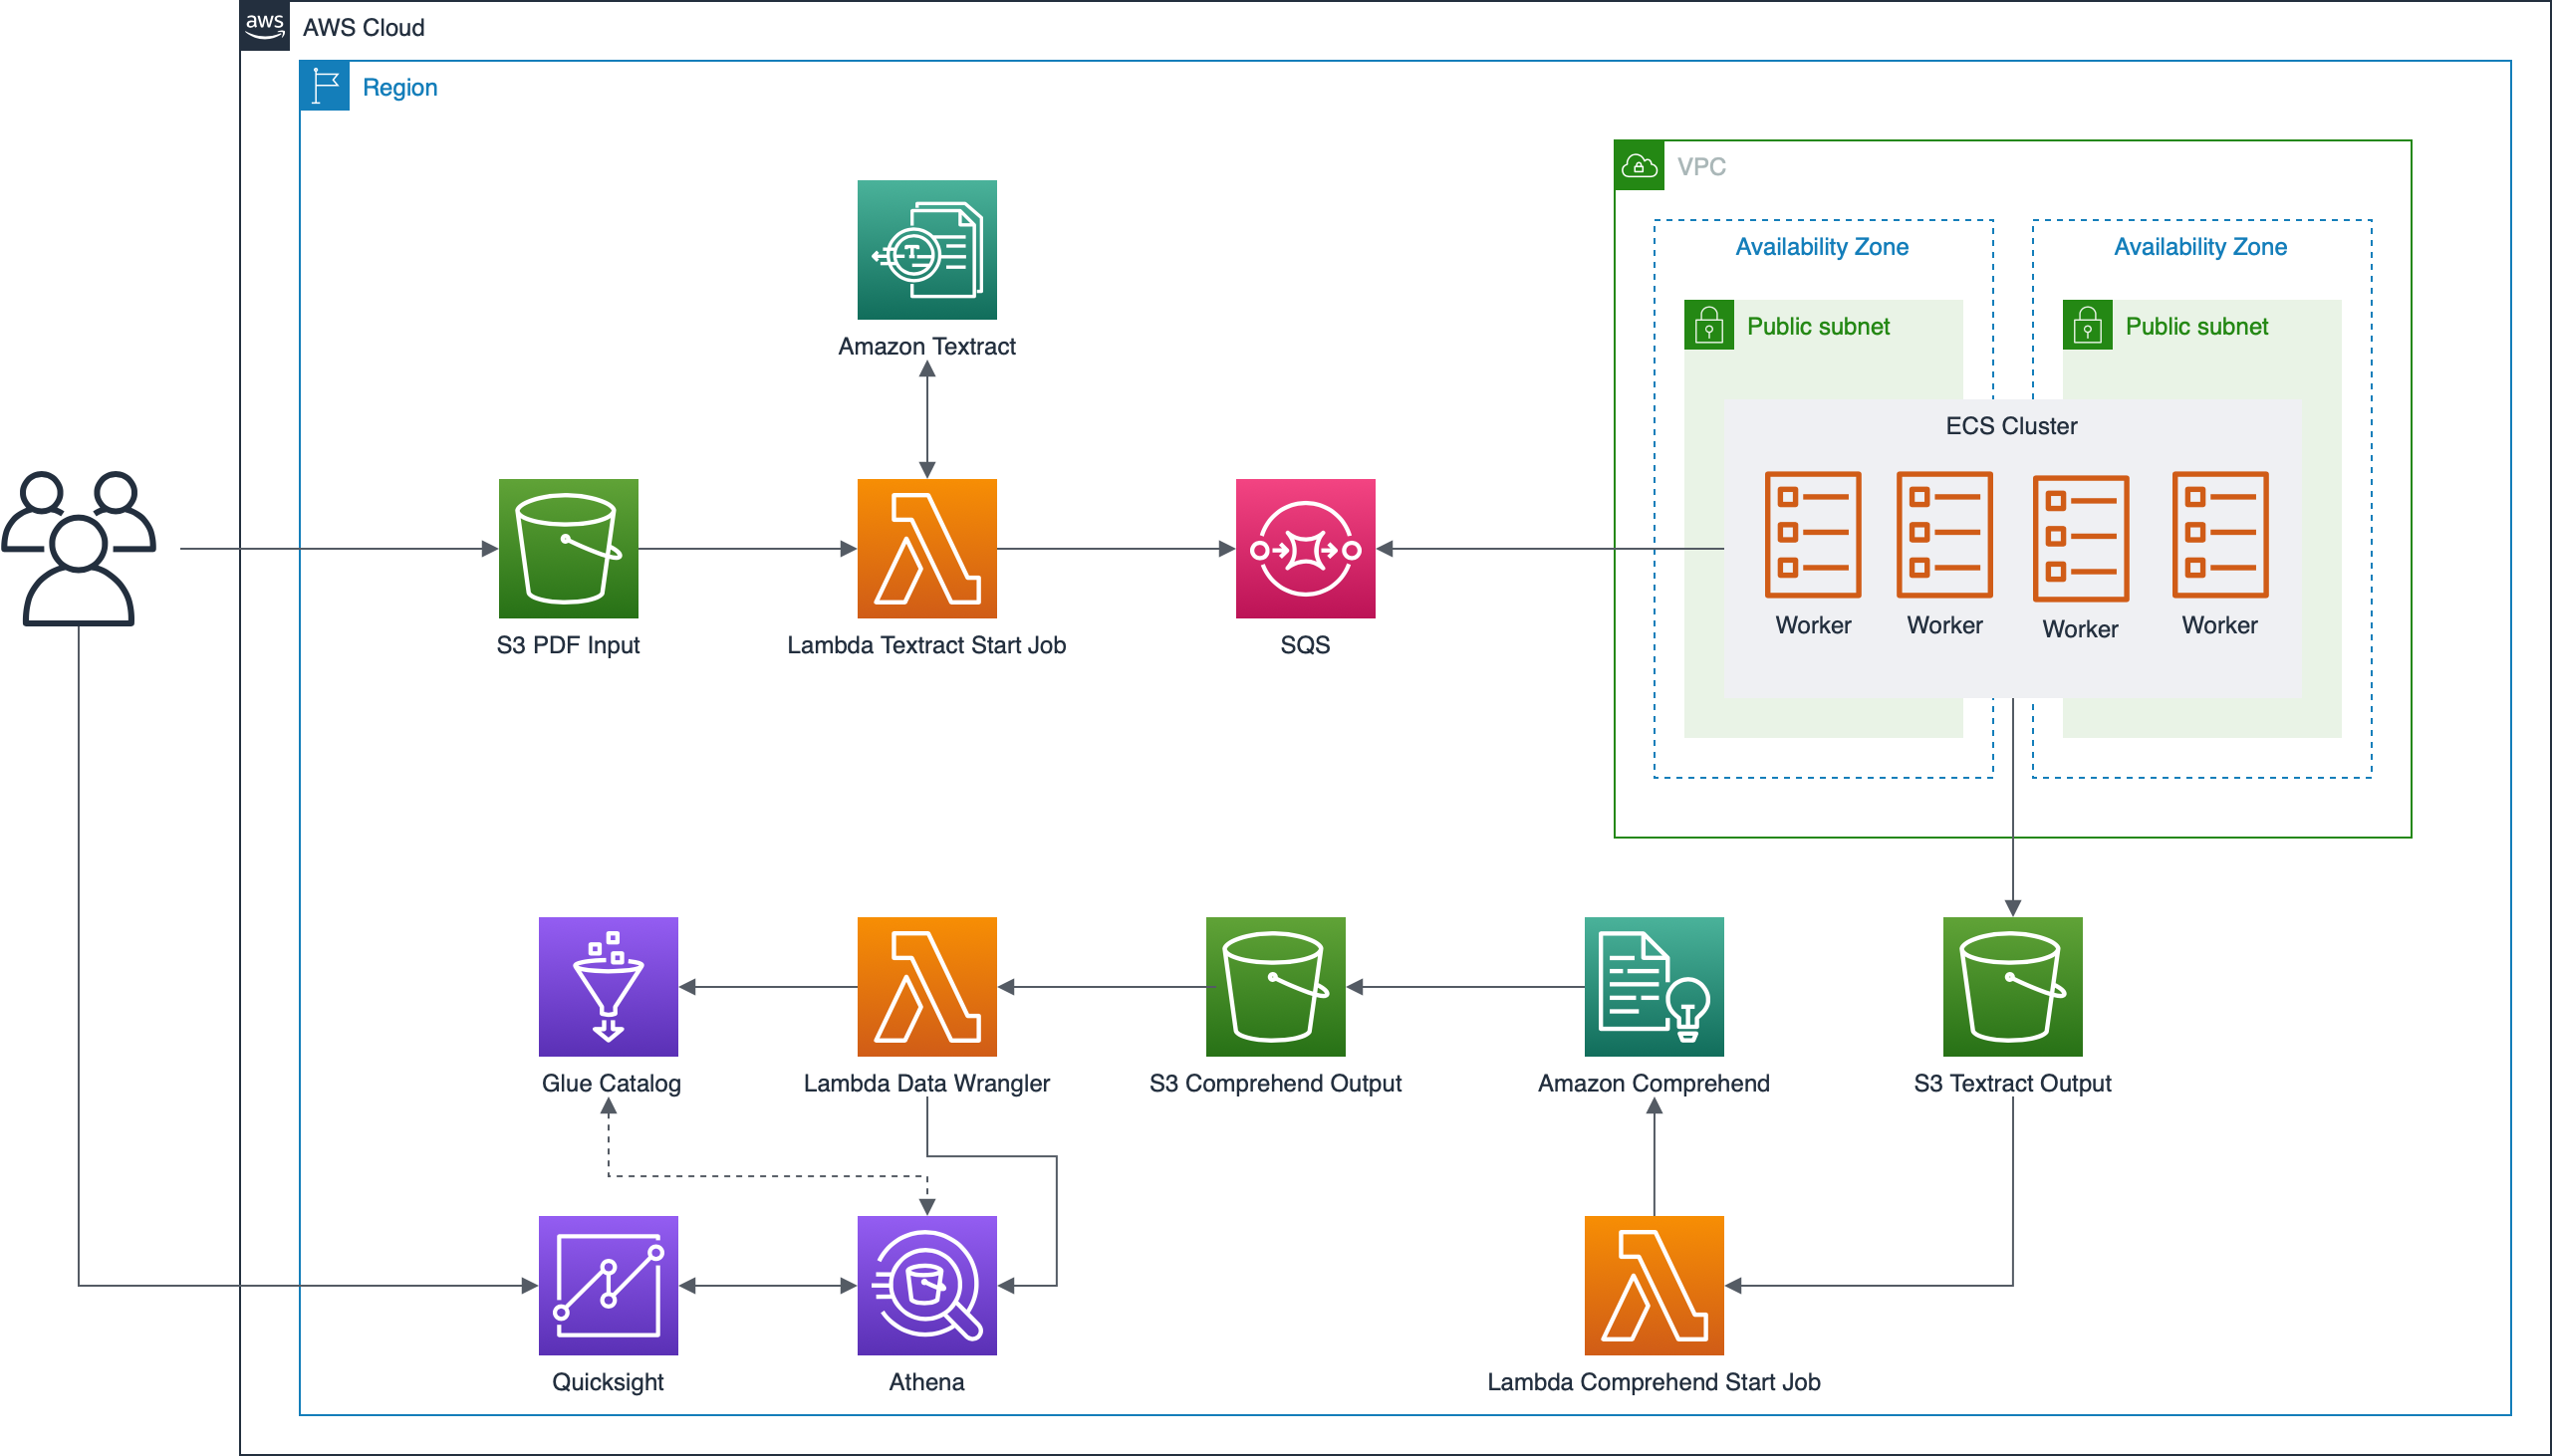 aws
AWS Cloud
Region
VPC
Availability Zone
Availability Zone
Public subnet
Public subnet
Amazon Textract
ECS Cluster
S3 PDF Input
Lambda Textract Start Job
SQS
Worker
Worker
Worker
Worker
Glue Catalog
Lambda Data Wrangler
S3 Comprehend Output
Amazon Comprehend
S3 Textract Output
Quicksight
Athena
Lambda Comprehend Start Job